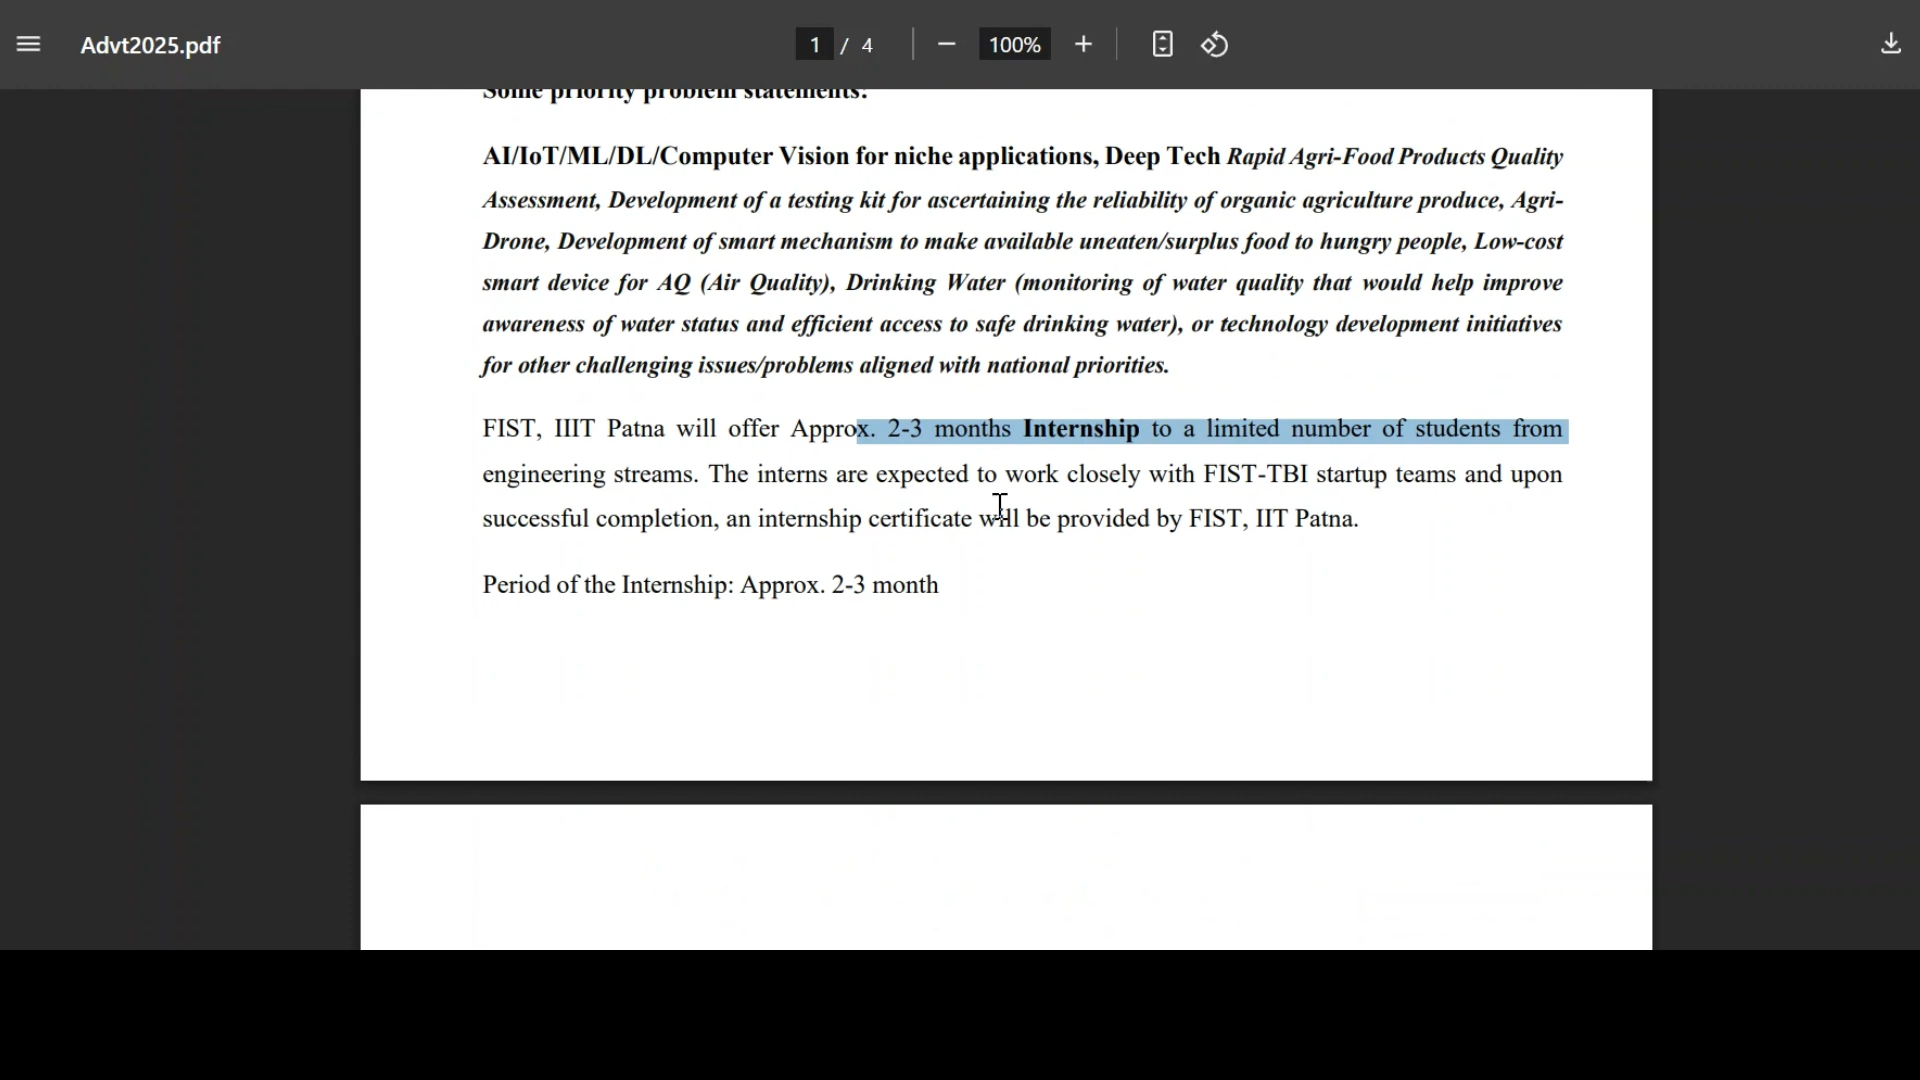 Advt2025.pdf
1 / 4
100%
Some priority problem statements:
AI/IoT/ML/DL/Computer Vision for niche applications, Deep Tech Rapid Agri-Food Products Quality
Assessment, Development of a testing kit for ascertaining the reliability of organic agriculture produce, Agri-
Drone, Development of smart mechanism to make available uneaten/surplus food to hungry people, Low-cost
smart device for AQ (Air Quality), Drinking Water (monitoring of water quality that would help improve
awareness of water status and efficient access to safe drinking water), or technology development initiatives
for other challenging issues/problems aligned with national priorities.
FIST, IIIT Patna will offer Approx. 2-3 months Internship to a limited number of students from
engineering streams. The interns are expected to work closely with FIST-TBI startup teams and upon
successful completion, an internship certificate will be provided by FIST, IIT Patna.
Period of the Internship: Approx. 2-3 month